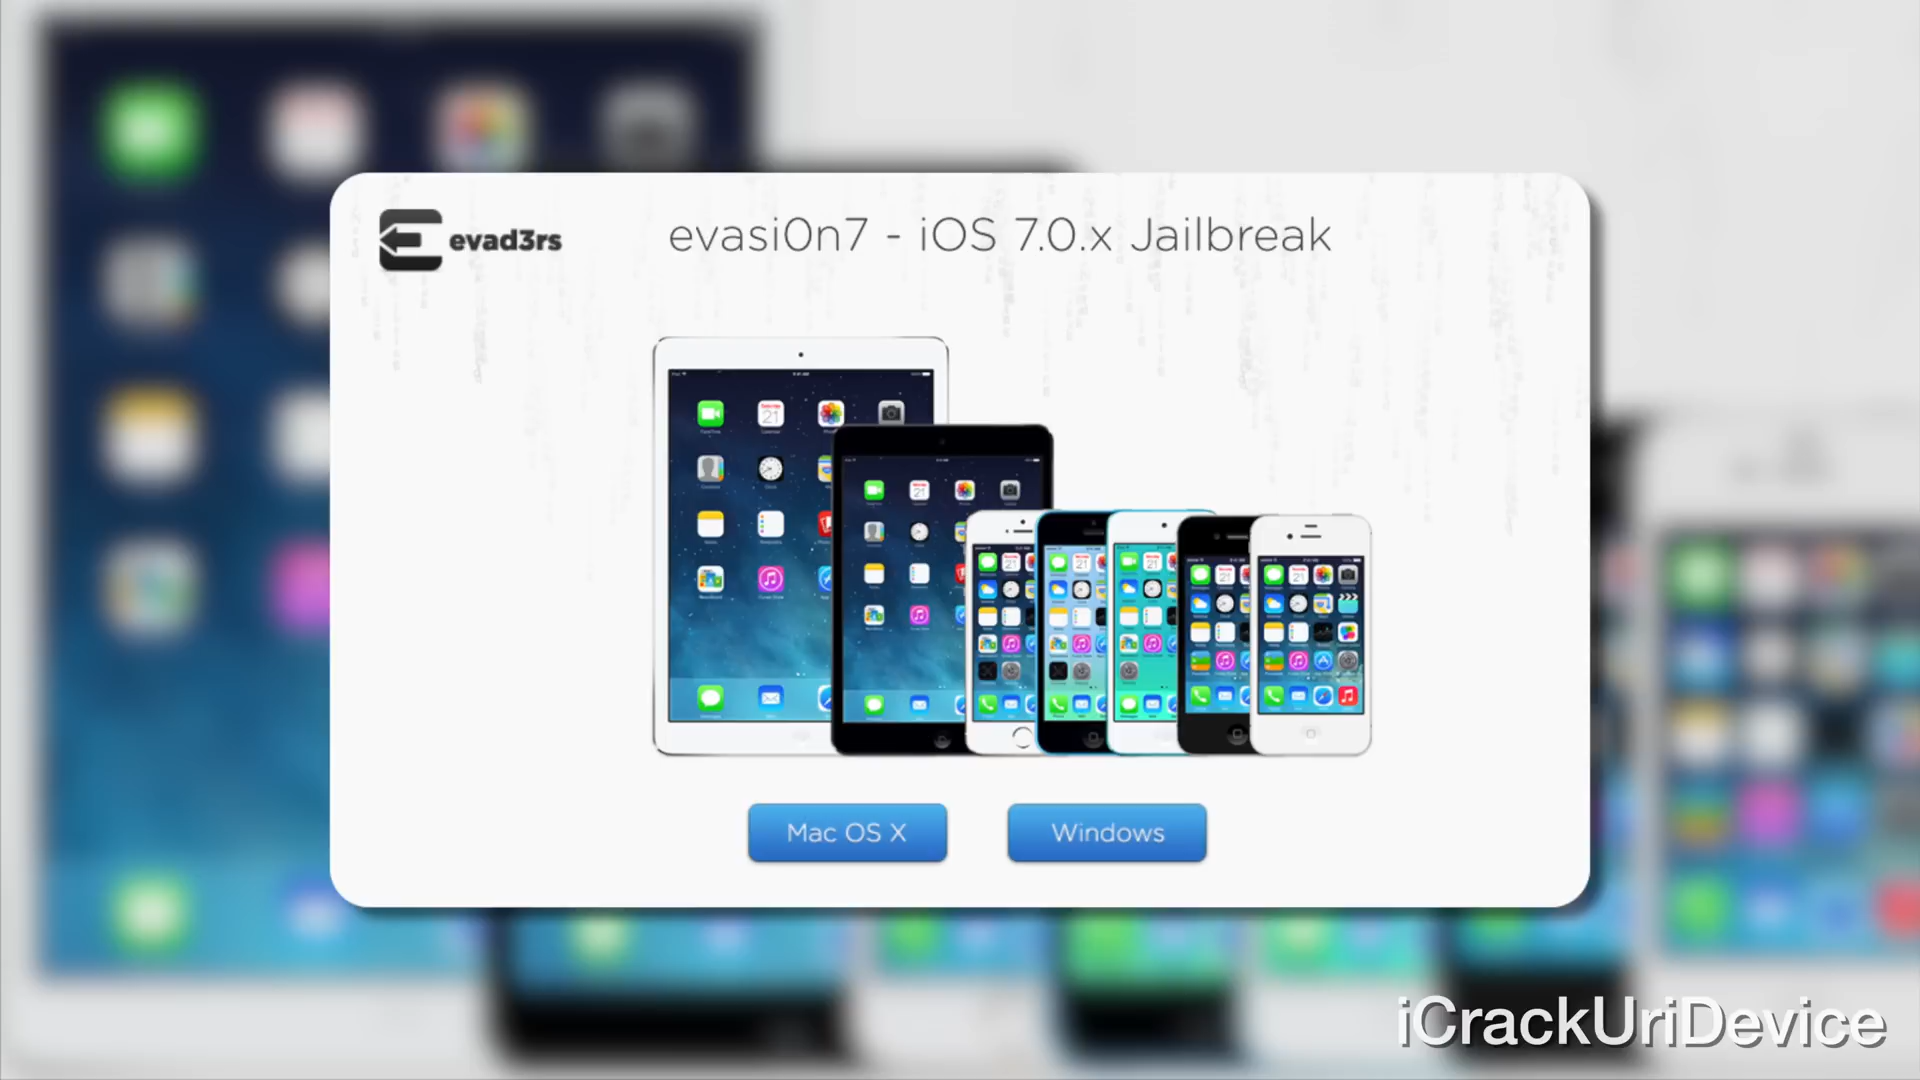 evad3rs
evasi0n7 - iOS 7.0.x Jailbreak
Mac OS X
Windows
iCrackUriDevice